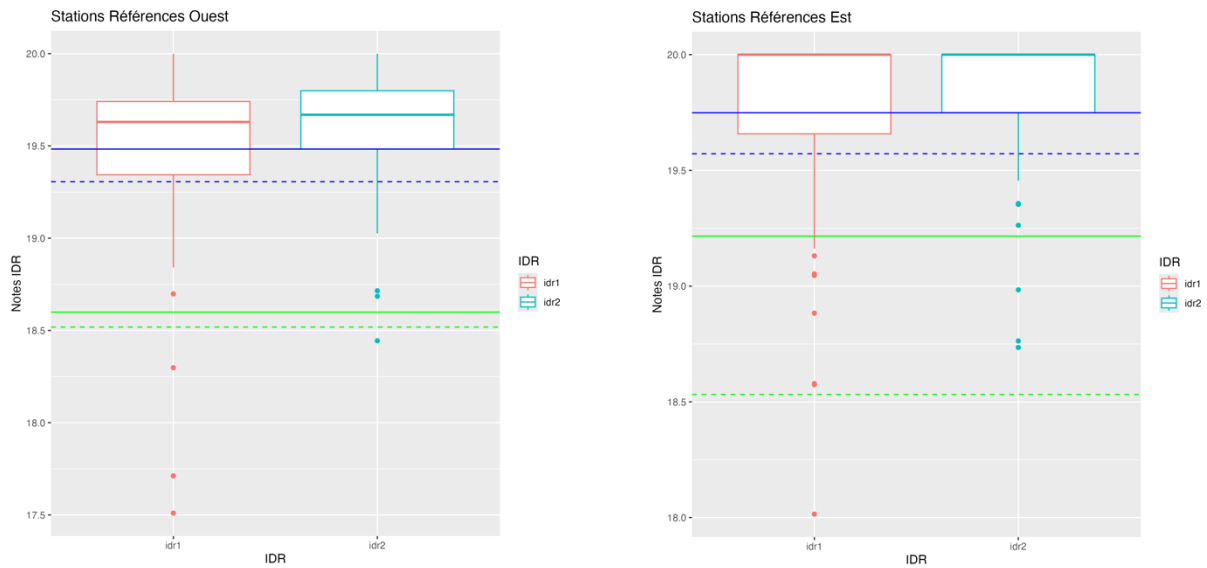 Stations Références Ouest
20.0
19.5
19.0
18.5
18.0
17.5
Notes IDR
idr1
idr2
IDR
IDR
idr1
idr2
Stations Références Est
20.0
19.5
19.0
18.5
18.0
Notes IDR
idr1
idr2
IDR
IDR
idr1
idr2